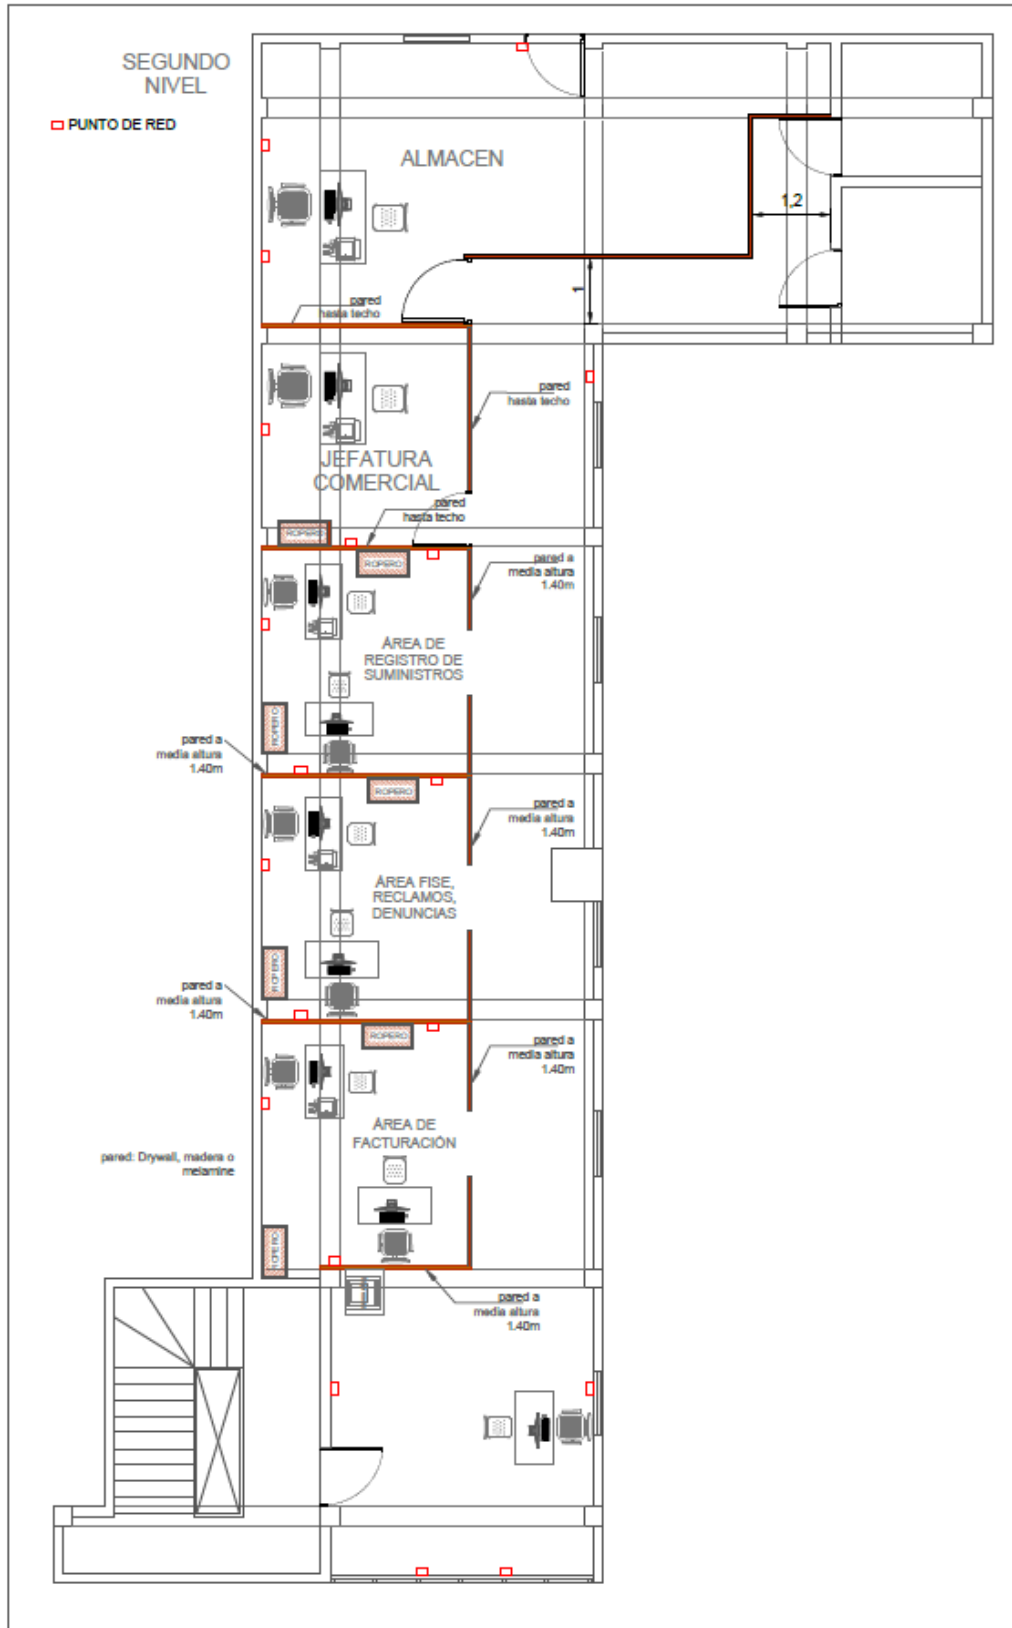 SEGUNDO
NIVEL
PUNTO DE RED
ALMACEN
1,2
1
pared
hasta techo
pared
hasta techo
JEFATURA
COMERCIAL
pared
hasta techo
ROPERO
ROPERO
pared a
media altura
1.40m
ÁREA DE
REGISTRO DE
SUMINISTROS
ROPERO
pared a
media altura
1.40m
ROPERO
pared a
media altura
1.40m
ÁREA FISE,
RECLAMOS,
DENUNCIAS
ROPERO
pared a
media altura
1.40m
ROPERO
pared a
media altura
1.40m
ÁREA DE
FACTURACIÓN
pared: Drywall, madera o
melamine
ROPERO
pared a
media altura
1.40m